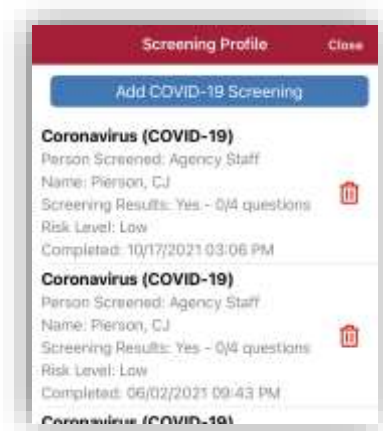 Screening Profile Close
Add COVID-19 Screening
Coronavirus (COVID-19)
Person Screened: Agency Staff
Name: Pierson, CJ
Screening Results: Yes - 0/4 questions
Risk Level: Low
Completed: 10/17/2021 03:06 PM
Coronavirus (COVID-19)
Person Screened: Agency Staff
Name: Pierson, CJ
Screening Results: Yes - 0/4 questions
Risk Level: Low
Completed: 06/02/2021 09:43 PM
Coronavirus (COVID-19)